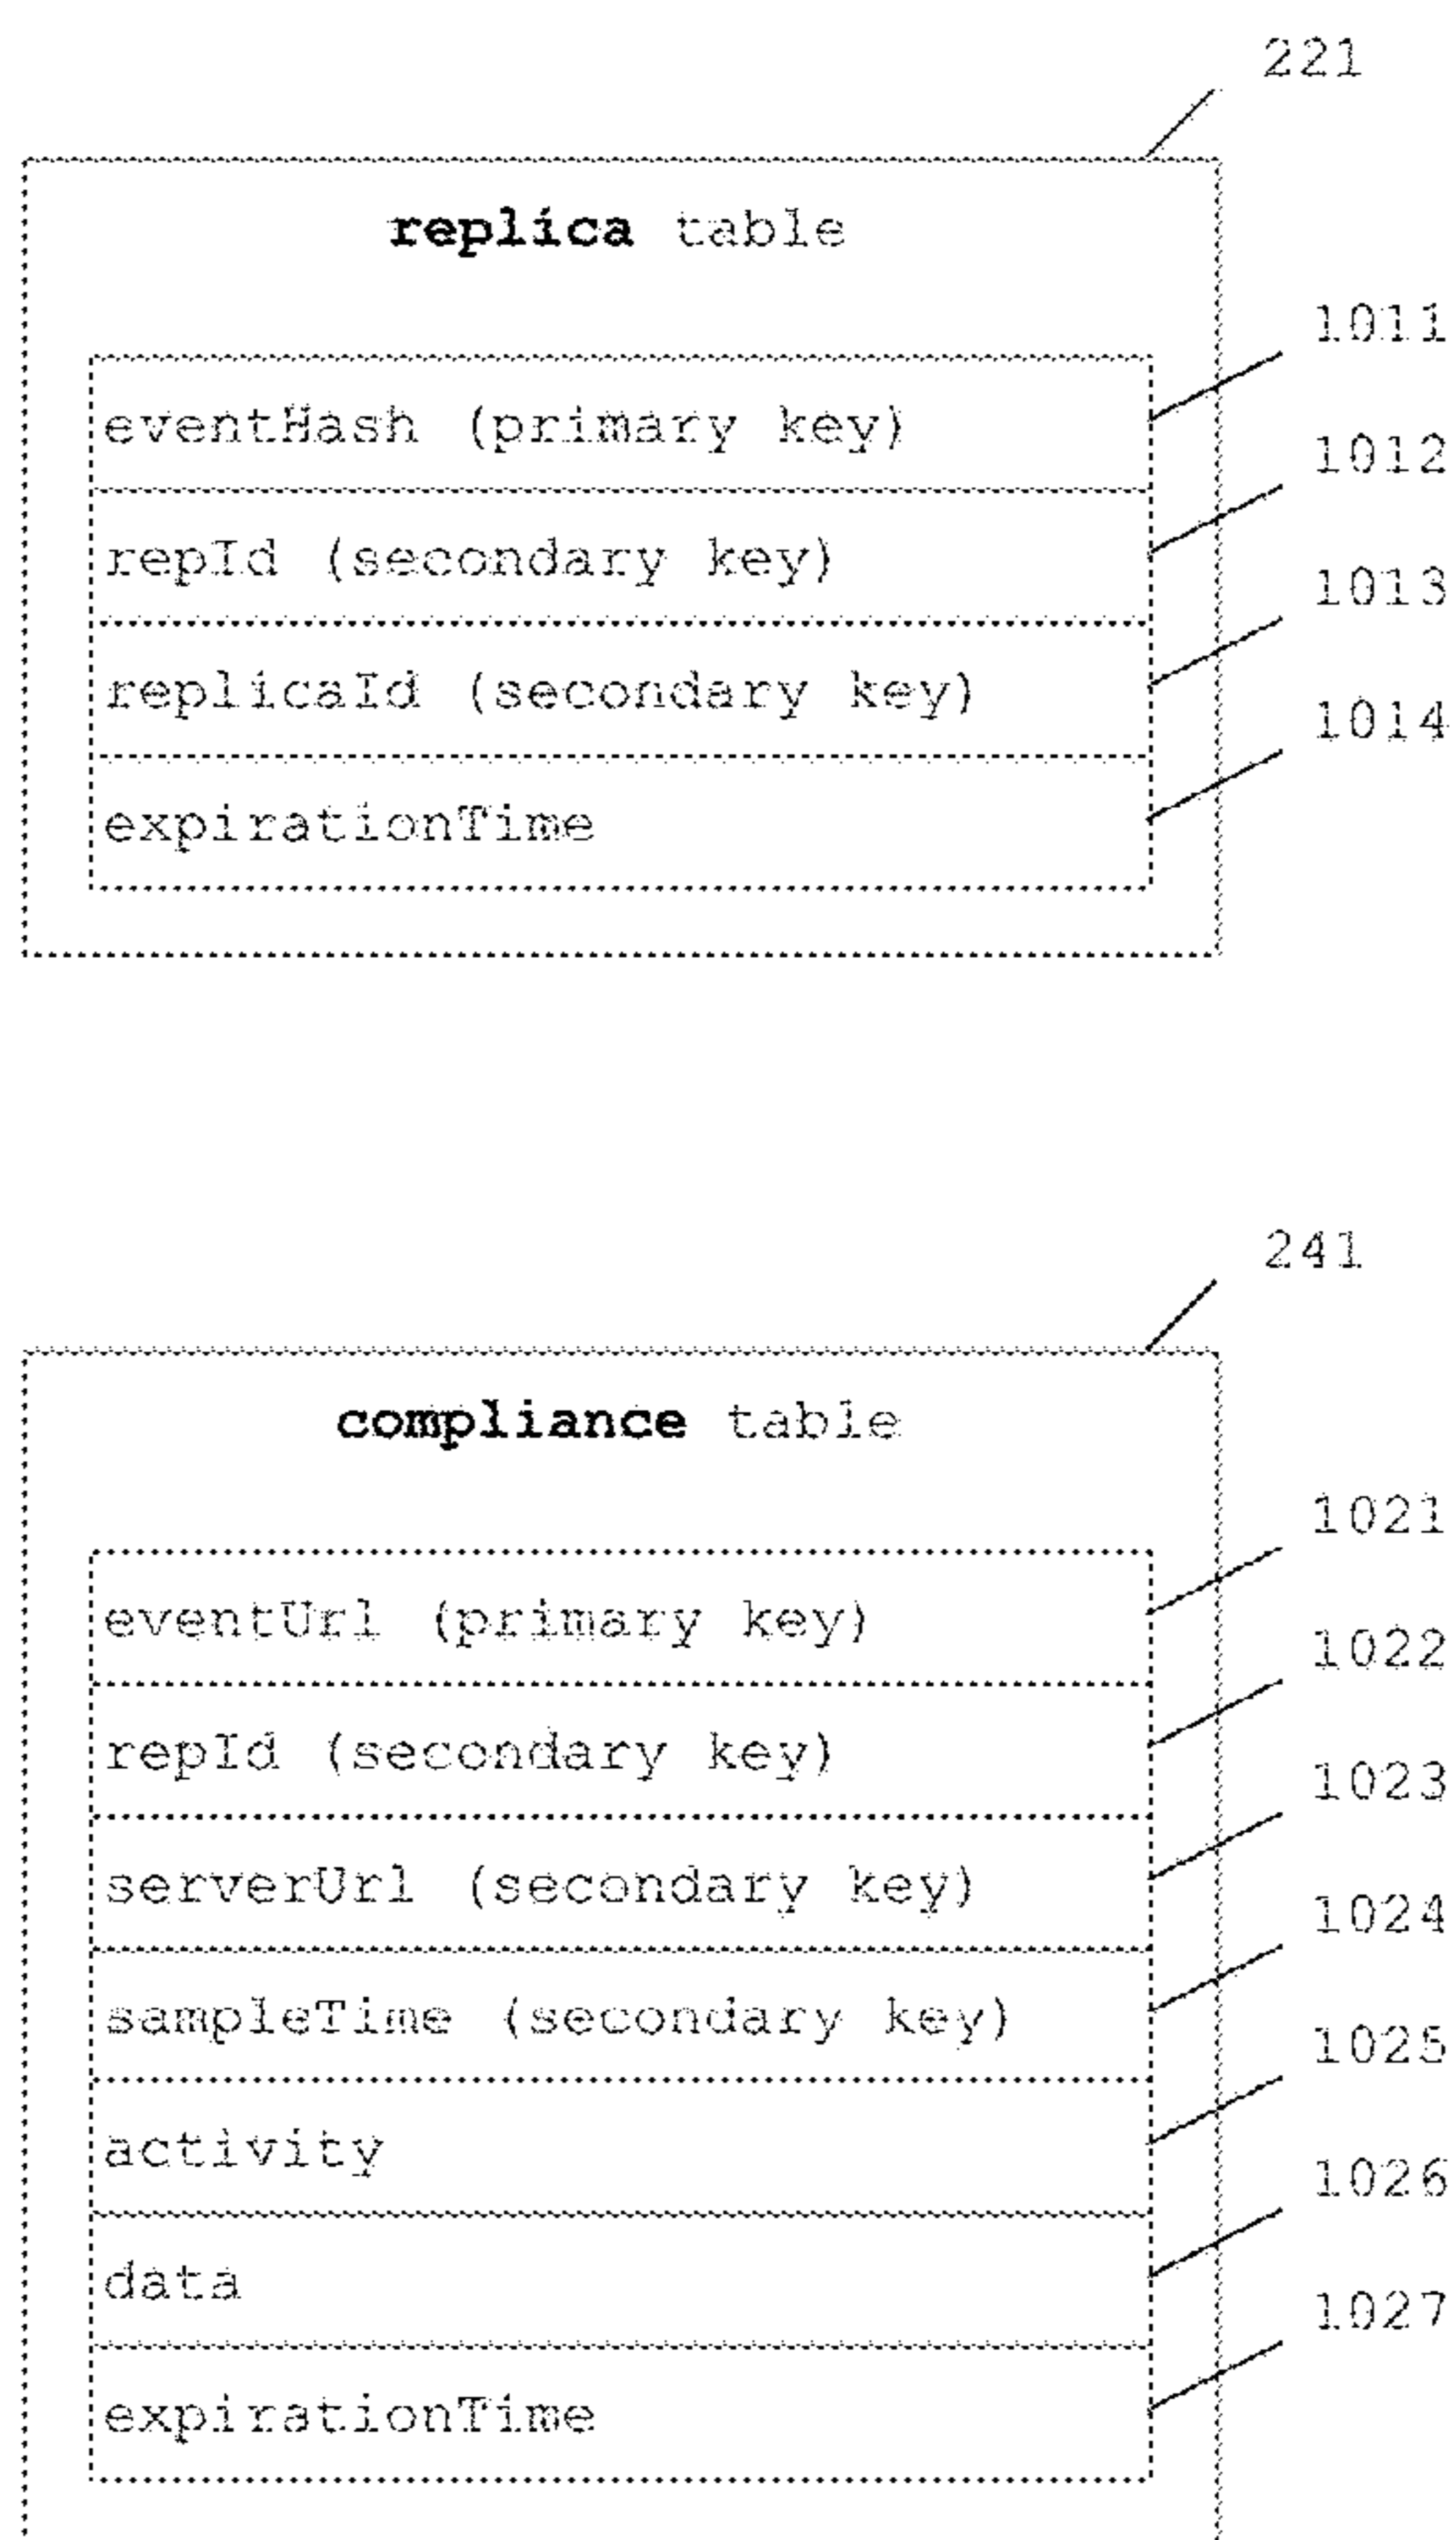 221
replica table
1011
eventHash (primary key)
1012
repId (secondary key)
1013
replicaId (secondary key)
1014
expirationTime
241
compliance table
1021
eventUrl (primary key)
1022
repId (secondary key)
1023
serverUrl (secondary key)
1024
sampleTime (secondary key)
1025
activity
1026
data
1027
expirationTime